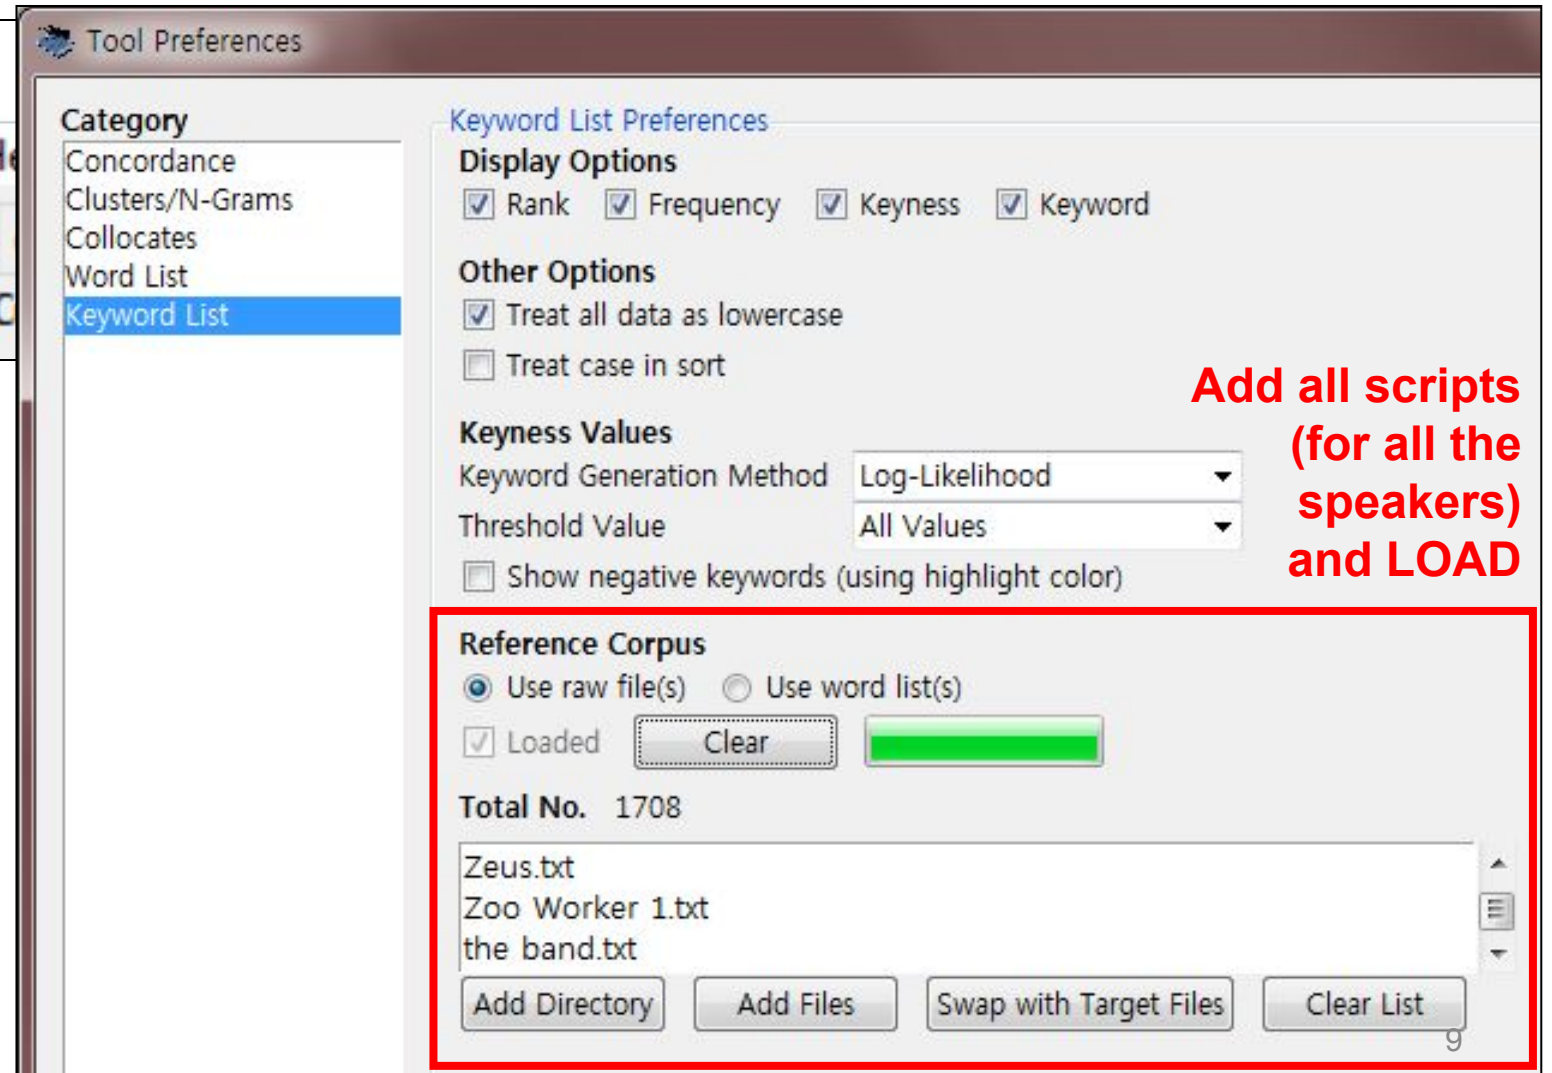 Tool Preferences
Category
Concordance
Clusters/N-Grams
Collocates
Word List
Keyword List
Keyword List Preferences
Display Options
Rank Frequency Keyness Keyword
Other Options
Treat all data as lowercase
Treat case in sort
Keyness Values
Keyword Generation Method Log-Likelihood
Threshold Value All Values
Show negative keywords (using highlight color)
Add all scripts
(for all the
speakers)
and LOAD
Reference Corpus
Use raw file(s) Use word list(s)
Loaded Clear
Total No. 1708
Zeus.txt
Zoo Worker 1.txt
the band.txt
Add Directory Add Files Swap with Target Files Clear List
9